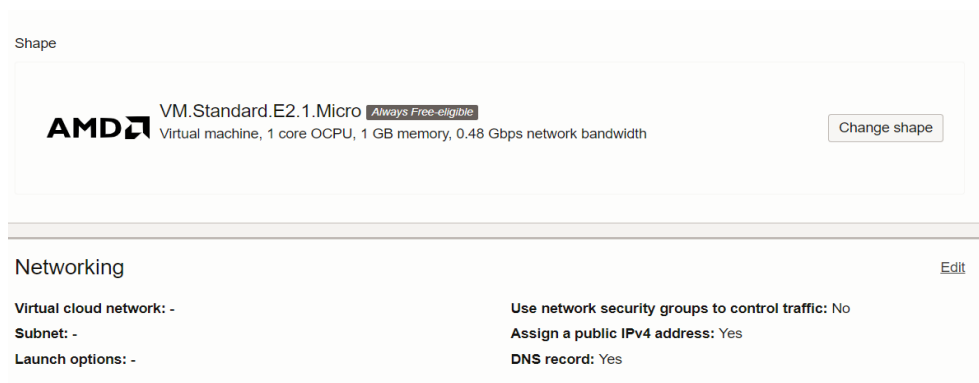 Shape
AMD
VM.Standard.E2.1.Micro Always Free-eligible
Virtual machine, 1 core OCPU, 1 GB memory, 0.48 Gbps network bandwidth
Change shape
Networking
Edit
Virtual cloud network: -
Subnet: -
Launch options: -
Use network security groups to control traffic: No
Assign a public IPv4 address: Yes
DNS record: Yes